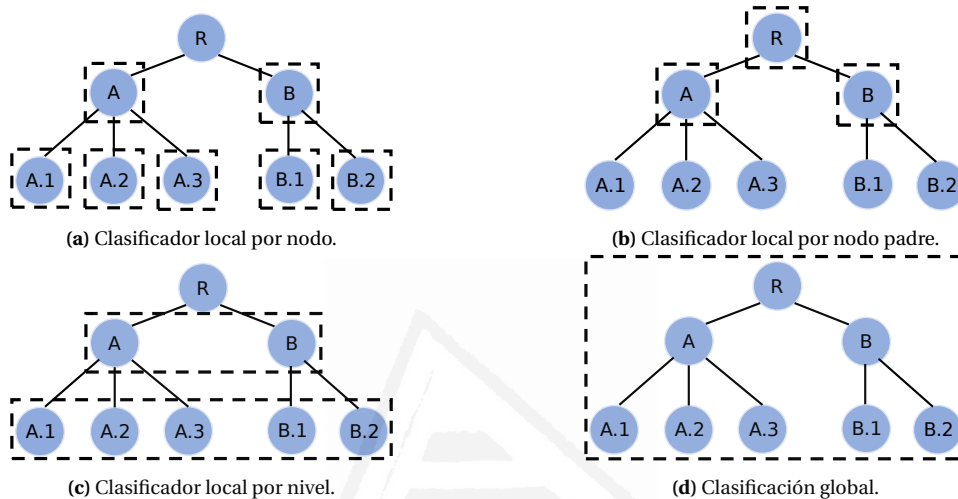 R
A B
A.1 A.2 A.3 B.1 B.2
(a) Clasificador local por nodo.
R
A B
A.1 A.2 A.3 B.1 B.2
(b) Clasificador local por nodo padre.
R
A B
A.1 A.2 A.3 B.1 B.2
(c) Clasificador local por nivel.
R
A B
A.1 A.2 A.3 B.1 B.2
(d) Clasificación global.